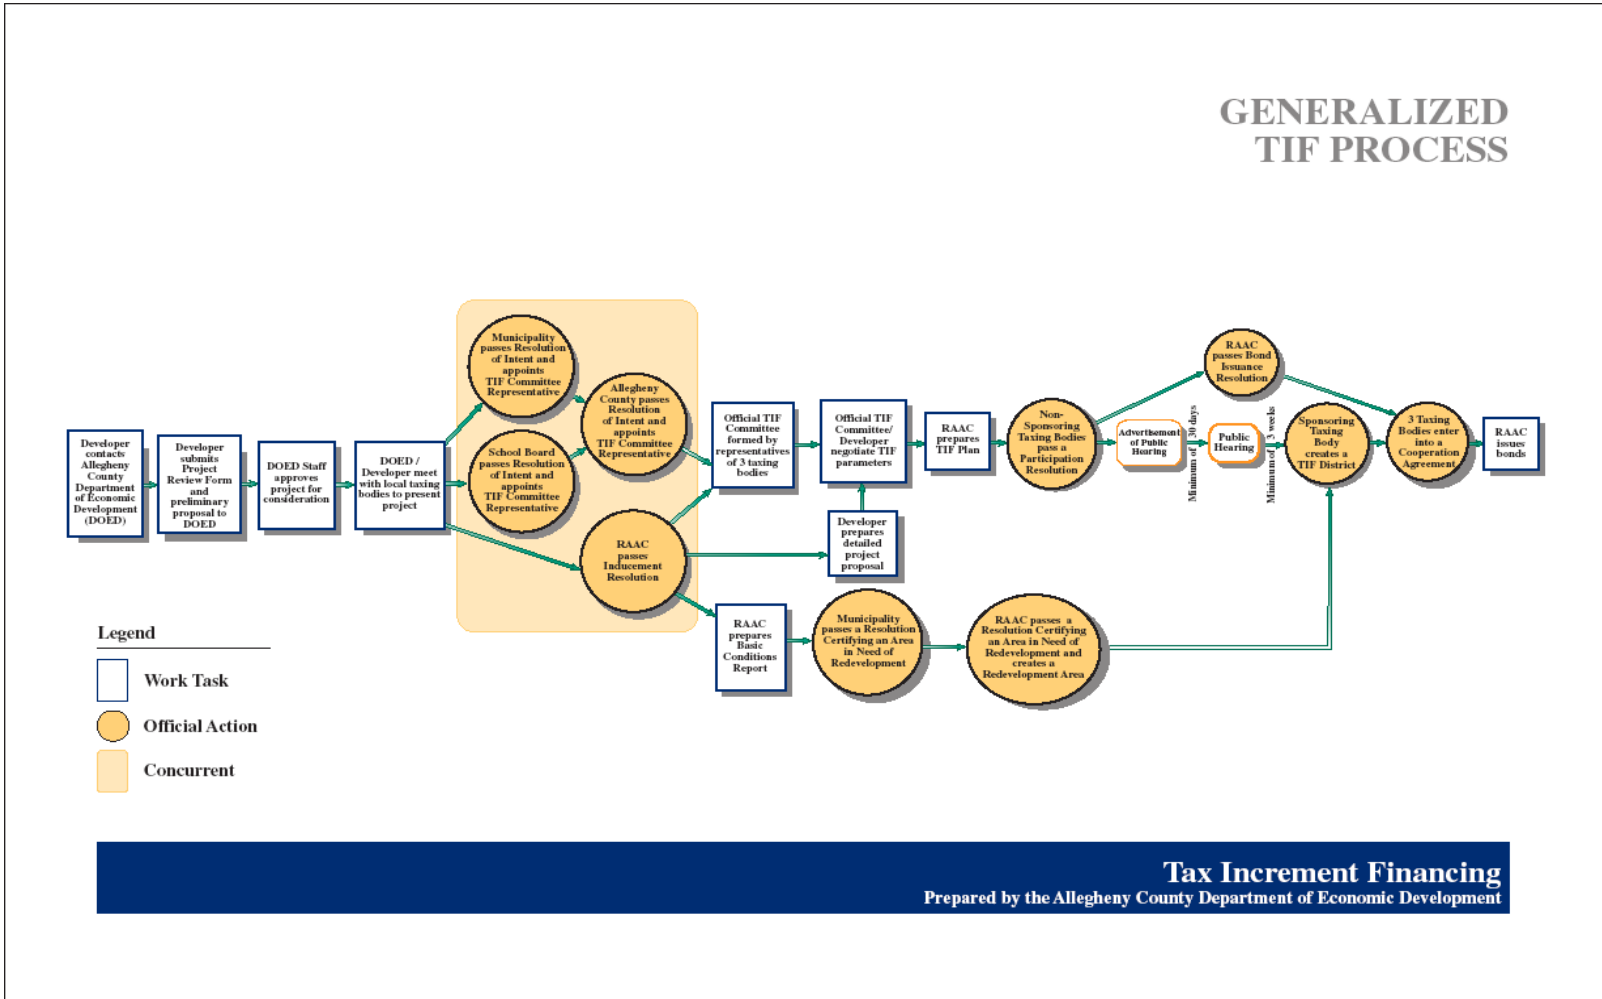 GENERALIZED
TIF PROCESS
Developer
contacts
Allegheny
County
Department
of Economic
Development
(DOED)
Developer
submits
Project
Review Form
and
preliminary
proposal to
DOED
DOED Staff
approves
project for
consideration
DOED /
Developer meet
with local taxing
bodies to present
project
Municipality
passes Resolution
of Intent and
appoints
TIF Committee
Representative
School Board
passes Resolution
of Intent and
appoints
TIF Committee
Representative
Allegheny
County passes
Resolution
of Intent and
appoints
TIF Committee
Representative
RAAC
passes
Inducement
Resolution
Official TIF
Committee
formed by
representatives
of 3 taxing
bodies
Official TIF
Committee/
Developer
negotiate TIF
parameters
Developer
prepares
detailed
project
proposal
RAAC
prepares
TIF Plan
Non-
Sponsoring
Taxing Bodies
pass a
Participation
Resolution
RAAC
passes Bond
Issuance
Resolution
Advertisement
of Public
Hearing
Minimum of 30 days
Public
Hearing
Minimum of 3 weeks
Sponsoring
Taxing
Body
creates a
TIF District
3 Taxing
Bodies enter
into a
Cooperation
Agreement
RAAC
issues
bonds
RAAC
prepares
Basic
Conditions
Report
Municipality
passes a Resolution
Certifying an Area
in Need of
Redevelopment
RAAC passes a
Resolution Certifying
an Area in Need of
Redevelopment and
creates a
Redevelopment Area
Legend
Work Task
Official Action
Concurrent
Tax Increment Financing
Prepared by the Allegheny County Department of Economic Development